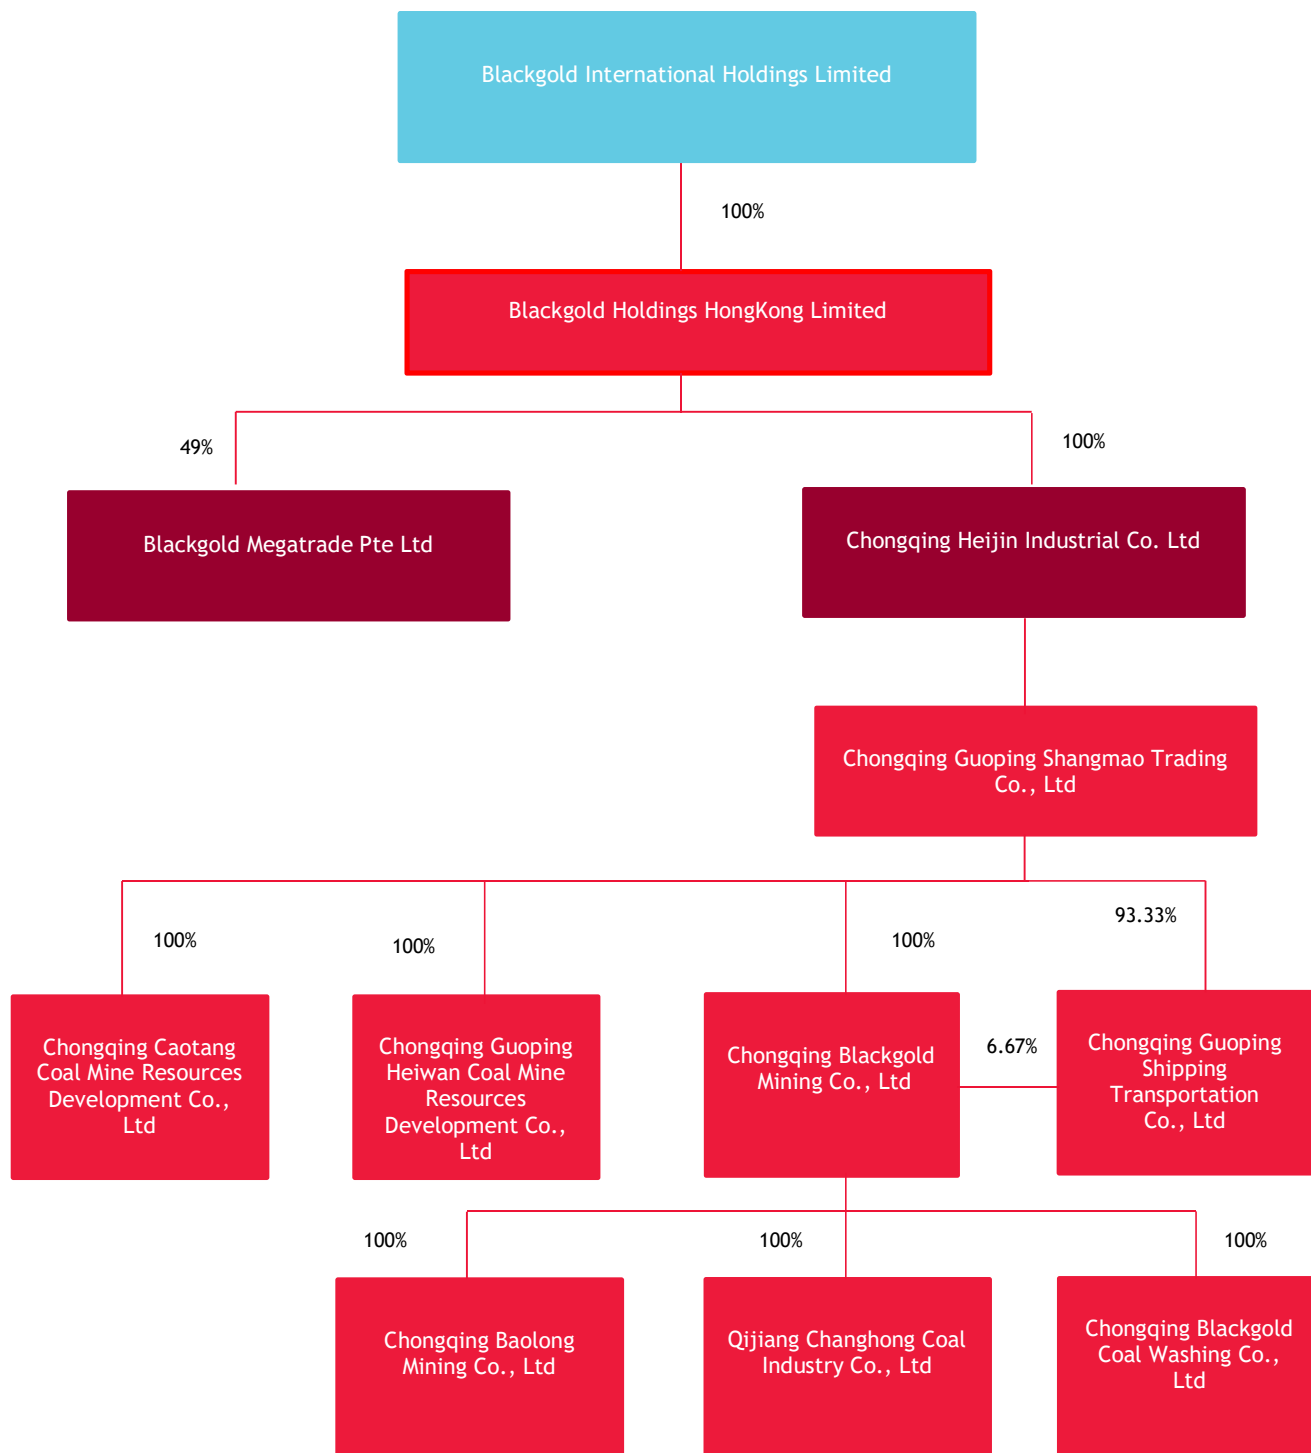 Blackgold International Holdings Limited
100%
Blackgold Holdings HongKong Limited
49%
100%
Blackgold Megatrade Pte Ltd
Chongqing Heijin Industrial Co. Ltd
Chongqing Guoping Shangmao Trading
Co., Ltd
100%
100%
100%
93.33%
Chongqing Caotang
Coal Mine Resources
Development Co.,
Ltd
Chongqing Guoping
Heiwan Coal Mine
Resources
Development Co.,
Ltd
Chongqing Blackgold
Mining Co., Ltd
6.67%
Chongqing Guoping
Shipping
Transportation
Co., Ltd
100%
100%
100%
Chongqing Baolong
Mining Co., Ltd
Qijiang Changhong Coal
Industry Co., Ltd
Chongqing Blackgold
Coal Washing Co.,
Ltd